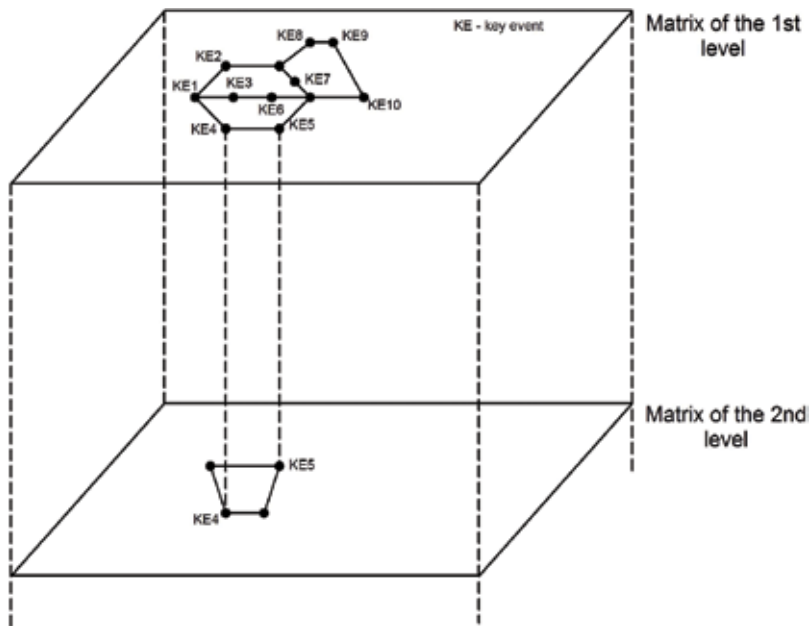 KE8
KE9
KE - key event
Matrix of the 1st
level
KE2
KE7
KE1
KE3
KE6
KE10
KE4
KE5
Matrix of the 2nd
level
KE5
KE4